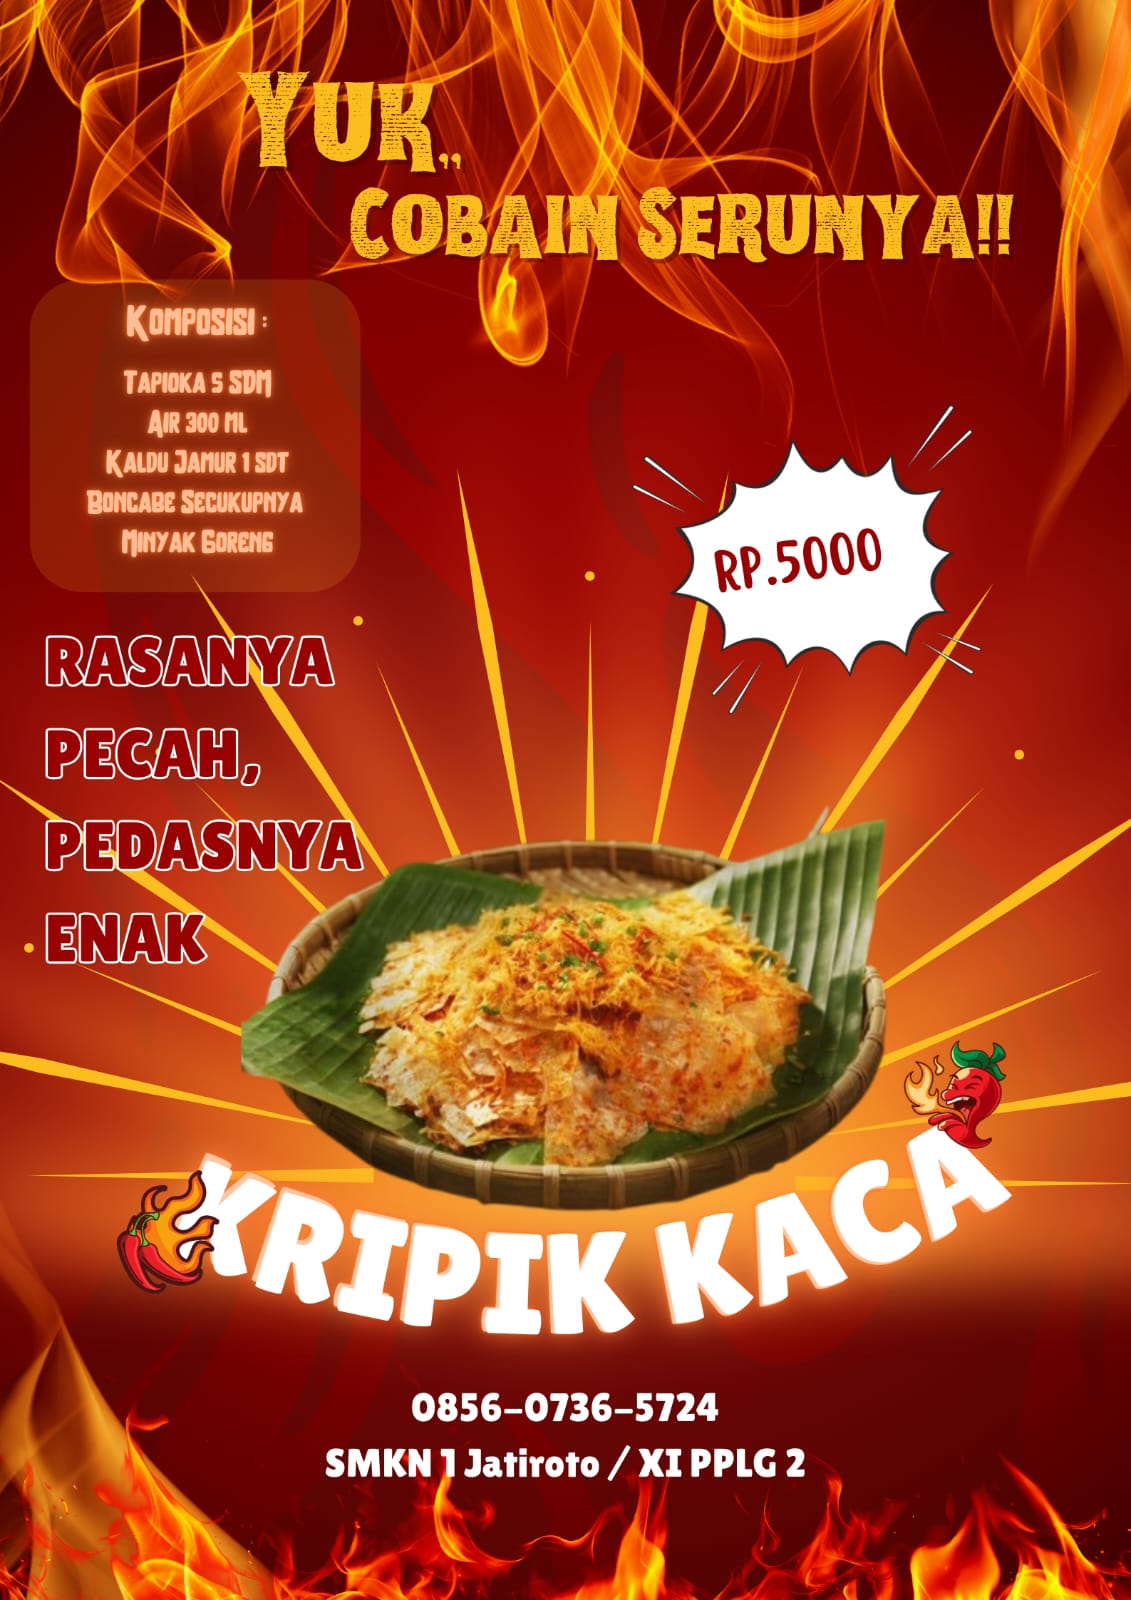 YUK,,
COBAIN SERUNYA!!
KOMPOSISI :
TAPIOKA 5 SDM
AIR 300 ML
KALDU JAMUR 1 SDT
BONCABE SECUKUPNYA
MINYAK GORENG
RP.5000
RASANYA
PECAH,
PEDASNYA
ENAK
KRIPIK KACA
0856-0736-5724
SMKN 1 Jatiroto / XI PPLG 2